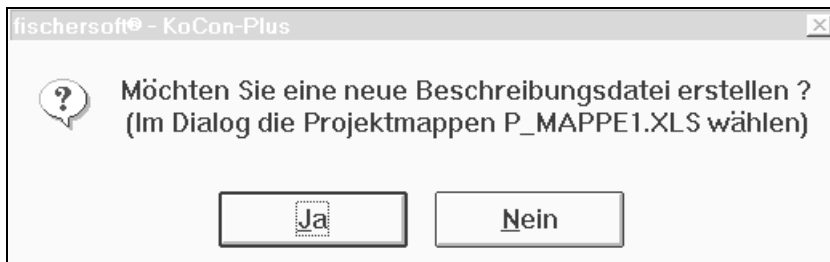 fischersoft® - KoCon-Plus
Möchten Sie eine neue Beschreibungsdatei erstellen ?
(Im Dialog die Projektmappen P_MAPPE1.XLS wählen)
Ja Nein